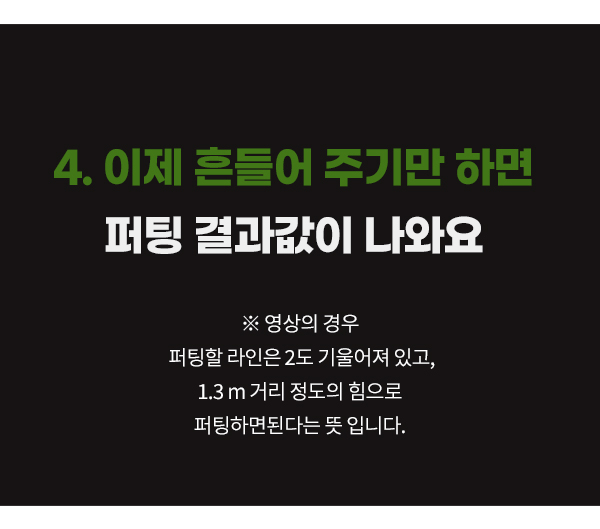 4. 이제 흔들어 주기만 하면
퍼팅 결과값이 나와요
※ 영상의 경우
퍼팅할 라인은 2도 기울어져 있고,
1.3 m 거리 정도의 힘으로
퍼팅하면된다는 뜻 입니다.